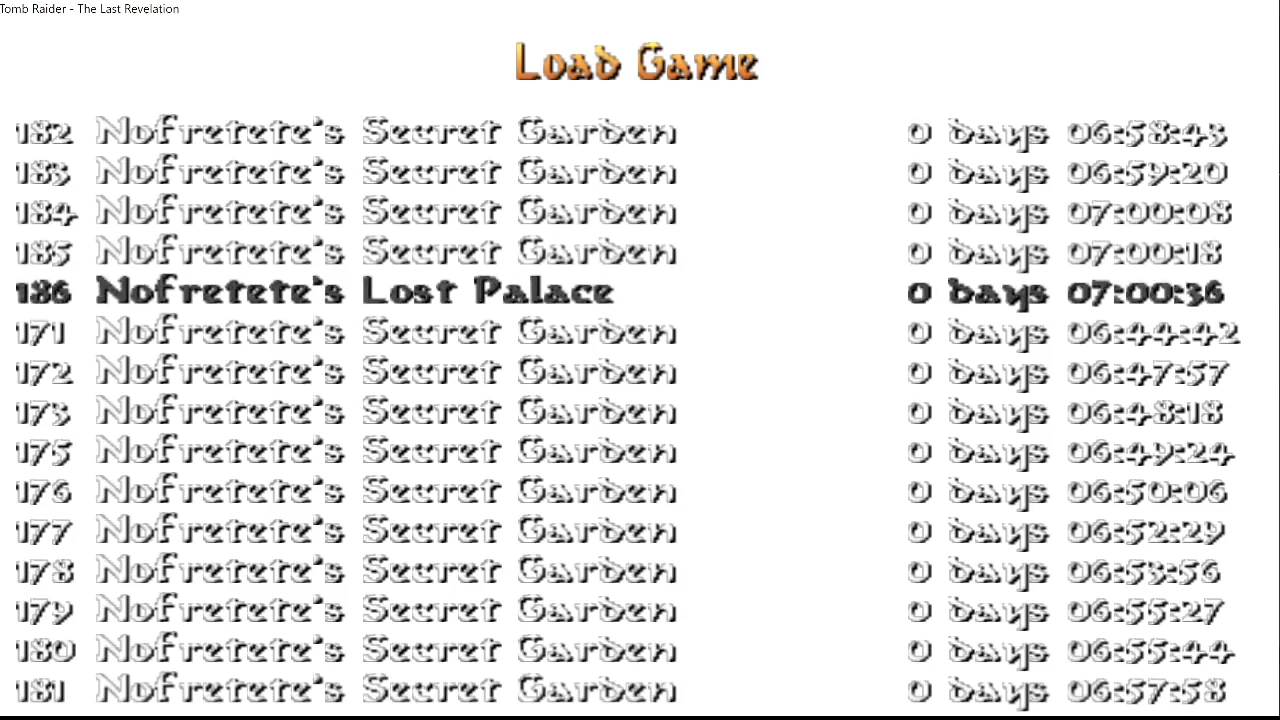 Tomb Raider - The Last Revelation
Load Game
182 Nofretete's Secret Garden 0 days 06:58:43
183 Nofretete's Secret Garden 0 days 06:59:20
184 Nofretete's Secret Garden 0 days 07:00:08
185 Nofretete's Secret Garden 0 days 07:00:18
186 Nofretete's Lost Palace 0 days 07:00:36
171 Nofretete's Secret Garden 0 days 06:44:42
172 Nofretete's Secret Garden 0 days 06:47:57
173 Nofretete's Secret Garden 0 days 06:48:18
175 Nofretete's Secret Garden 0 days 06:49:24
176 Nofretete's Secret Garden 0 days 06:50:06
177 Nofretete's Secret Garden 0 days 06:52:29
178 Nofretete's Secret Garden 0 days 06:53:56
179 Nofretete's Secret Garden 0 days 06:55:27
180 Nofretete's Secret Garden 0 days 06:55:44
181 Nofretete's Secret Garden 0 days 06:57:58